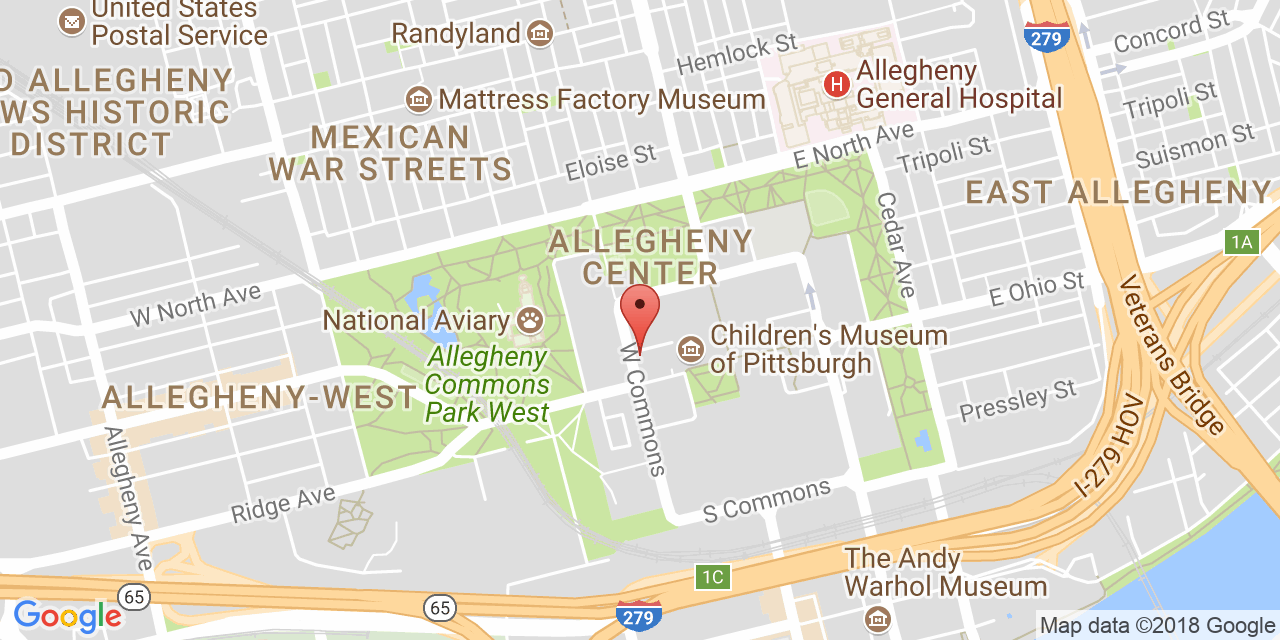 United States
Postal Service
Randyland
Hemlock St
279
Concord St
D ALLEGHENY
WS HISTORIC
DISTRICT
Mattress Factory Museum
H
Allegheny
General Hospital
Tripoli St
MEXICAN
WAR STREETS
Eloise St
E North Ave
Tripoli St
Suismon St
EAST ALLEGHENY
Cedar Ave
ALLEGHENY
CENTER
1A
W North Ave
E Ohio St
Veterans Bridge
National Aviary
Allegheny
Commons
Park West
W Commons
Children's Museum
of Pittsburgh
ALLEGHENY-WEST
Pressley St
Allegheny Ave
I-279 HOV
Ridge Ave
S Commons
The Andy
Warhol Museum
1C
65
65
279
Google
Map data ©2018 Google